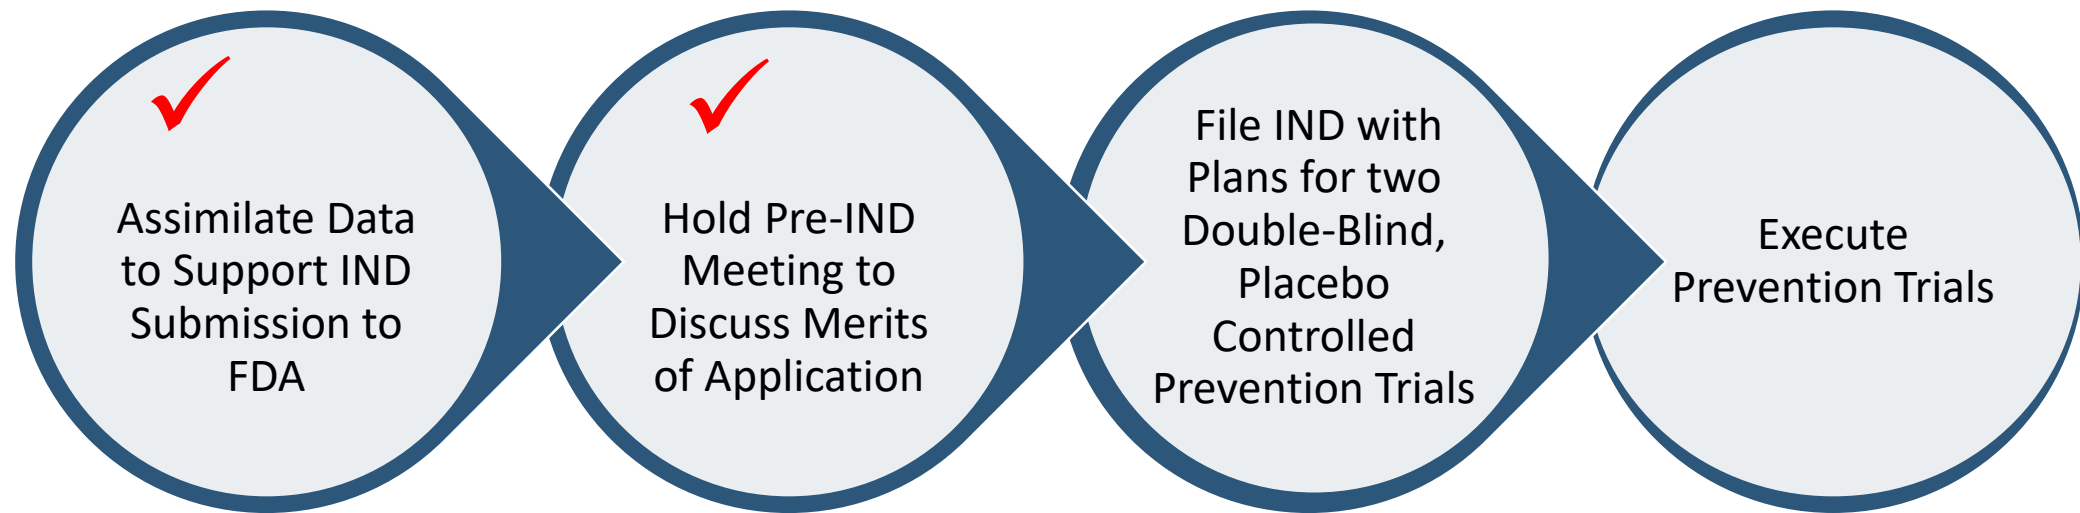 Assimilate Data
to Support IND
Submission to
FDA
Hold Pre-IND
Meeting to
Discuss Merits
of Application
File IND with
Plans for two
Double-Blind,
Placebo
Controlled
Prevention Trials
Execute
Prevention Trials